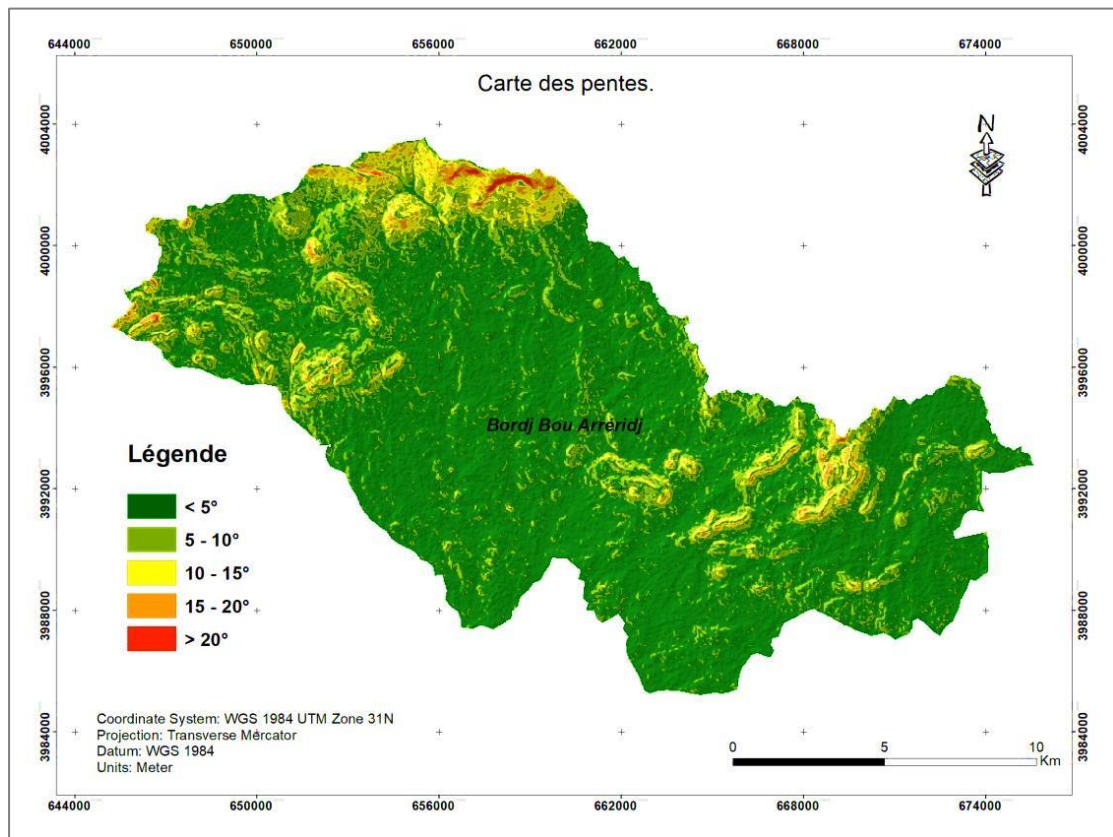 644000 650000 656000 662000 668000 674000
Carte des pentes.
N
4004000 4004000
4000000 4000000
3996000 3996000
Bordj Bou Arréridj
Légende
3992000 3992000
< 5°
5 - 10°
10 - 15°
15 - 20°
> 20°
3988000 3988000
Coordinate System: WGS 1984 UTM Zone 31N
Projection: Transverse Mercator
Datum: WGS 1984
Units: Meter
3984000 3984000
0 5 10
Km
644000 650000 656000 662000 668000 674000